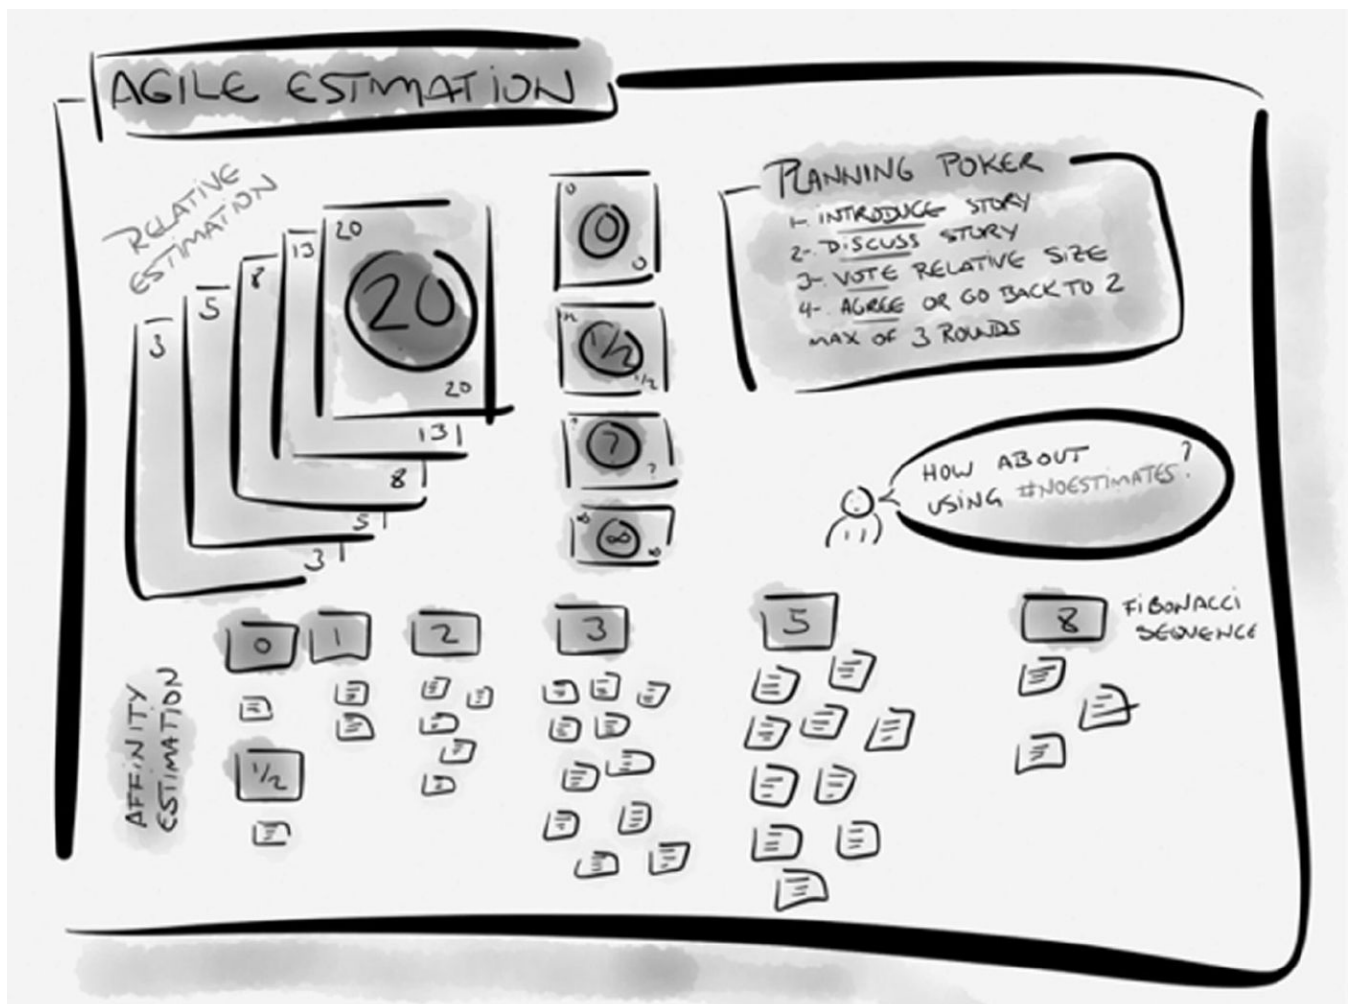 AGILE ESTIMATION
RELATIVE
ESTIMATION
3
5
8
13
20
20
20
13
8
5
3
0
0
0
1/2
1/2
1/2
?
?
?
∞
∞
∞
PLANNING POKER
1-. INTRODUCE STORY
2-. DISCUSS STORY
3-. VOTE RELATIVE SIZE
4-. AGREE OR GO BACK TO 2
MAX OF 3 ROUNDS
HOW ABOUT
USING #NOESTIMATES?
AFFINITY
ESTIMATION
0 1 2 3 5 8
1/2
FIBONACCI
SEQUENCE